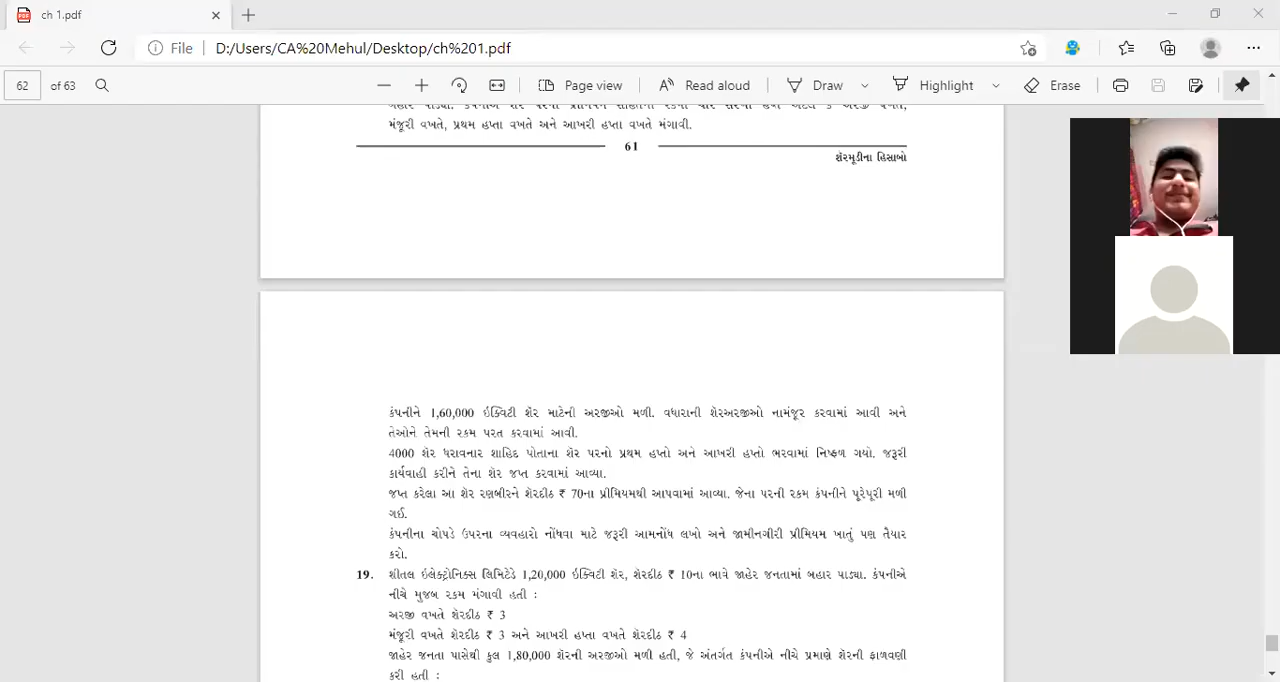 ch 1.pdf
File D:/Users/CA%20Mehul/Desktop/ch%201.pdf
62 of 63 Page view Read aloud Draw Highlight Erase
મંજૂરી વખતે, પ્રથમ હપ્તા વખતે અને આખરી હપ્તા વખતે મંગાવી.
61
શૅરમૂડીના હિસાબો
કંપનીને 1,60,000 ઇક્વિટી શૅર માટેની અરજીઓ મળી. વધારાની શૅરઅરજીઓ નામંજૂર કરવામાં આવી અને
તેઓને તેમની રકમ પરત કરવામાં આવી.
4000 શૅર ધરાવનાર શાહિદ પોતાના શૅર પરનો પ્રથમ હપ્તો અને આખરી હપ્તો ભરવામાં નિષ્ફળ ગયો. જરૂરી
કાર્યવાહી કરીને તેના શૅર જપ્ત કરવામાં આવ્યા.
જપ્ત કરેલા આ શૅર રણબીરને શૅરદીઠ ₹ 70ના પ્રીમિયમથી આપવામાં આવ્યા. જેના પરની રકમ કંપનીને પૂરેપૂરી મળી
ગઈ.
કંપનીના ચોપડે ઉપરના વ્યવહારો નોંધવા માટે જરૂરી આમનોંધ લખો અને જામીનગીરી પ્રીમિયમ ખાતું પણ તૈયાર
કરો.
19. શીતલ ઇલેક્ટ્રોનિક્સ લિમિટેડે 1,20,000 ઇક્વિટી શૅર, શૅરદીઠ ₹ 10ના ભાવે જાહેર જનતામાં બહાર પાડ્યા. કંપનીએ
નીચે મુજબ રકમ મંગાવી હતી :
અરજી વખતે શૅરદીઠ ₹ 3
મંજૂરી વખતે શૅરદીઠ ₹ 3 અને આખરી હપ્તા વખતે શૅરદીઠ ₹ 4
જાહેર જનતા પાસેથી કુલ 1,80,000 શૅરની અરજીઓ મળી હતી, જે અંતર્ગત કંપનીએ નીચે પ્રમાણે શૅરની ફાળવણી
કરી હતી :